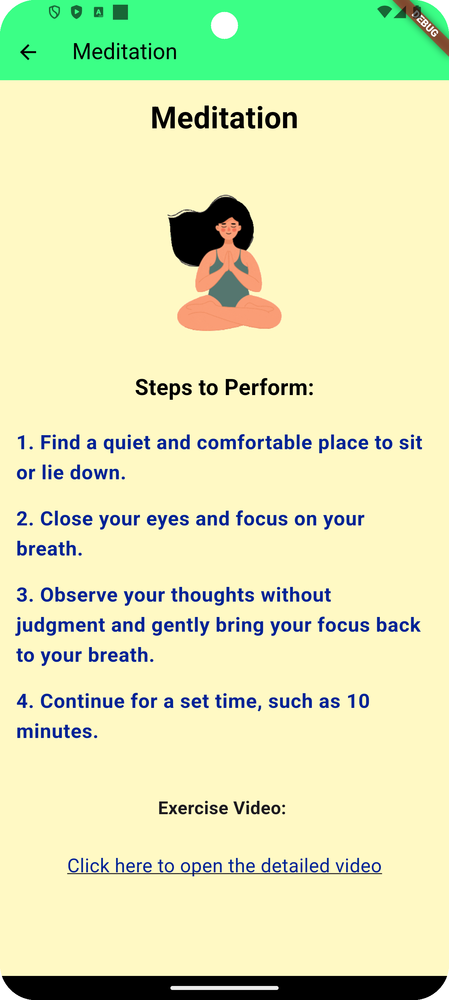 DEBUG
Meditation
Meditation
Steps to Perform:
1. Find a quiet and comfortable place to sit
or lie down.
2. Close your eyes and focus on your
breath.
3. Observe your thoughts without
judgment and gently bring your focus back
to your breath.
4. Continue for a set time, such as 10
minutes.
Exercise Video:
Click here to open the detailed video